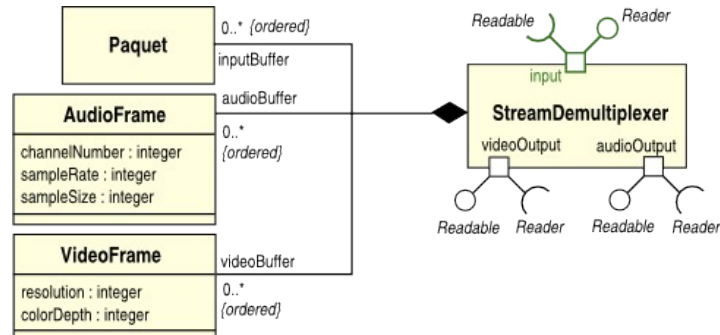 Paquet
0..* {ordered}
inputBuffer
AudioFrame
channelNumber : integer
sampleRate : integer
sampleSize : integer
audioBuffer
0..*
{ordered}
VideoFrame
resolution : integer
colorDepth : integer
videoBuffer
0..*
{ordered}
Readable
Reader
input
StreamDemultiplexer
videoOutput
audioOutput
Readable
Reader
Readable
Reader